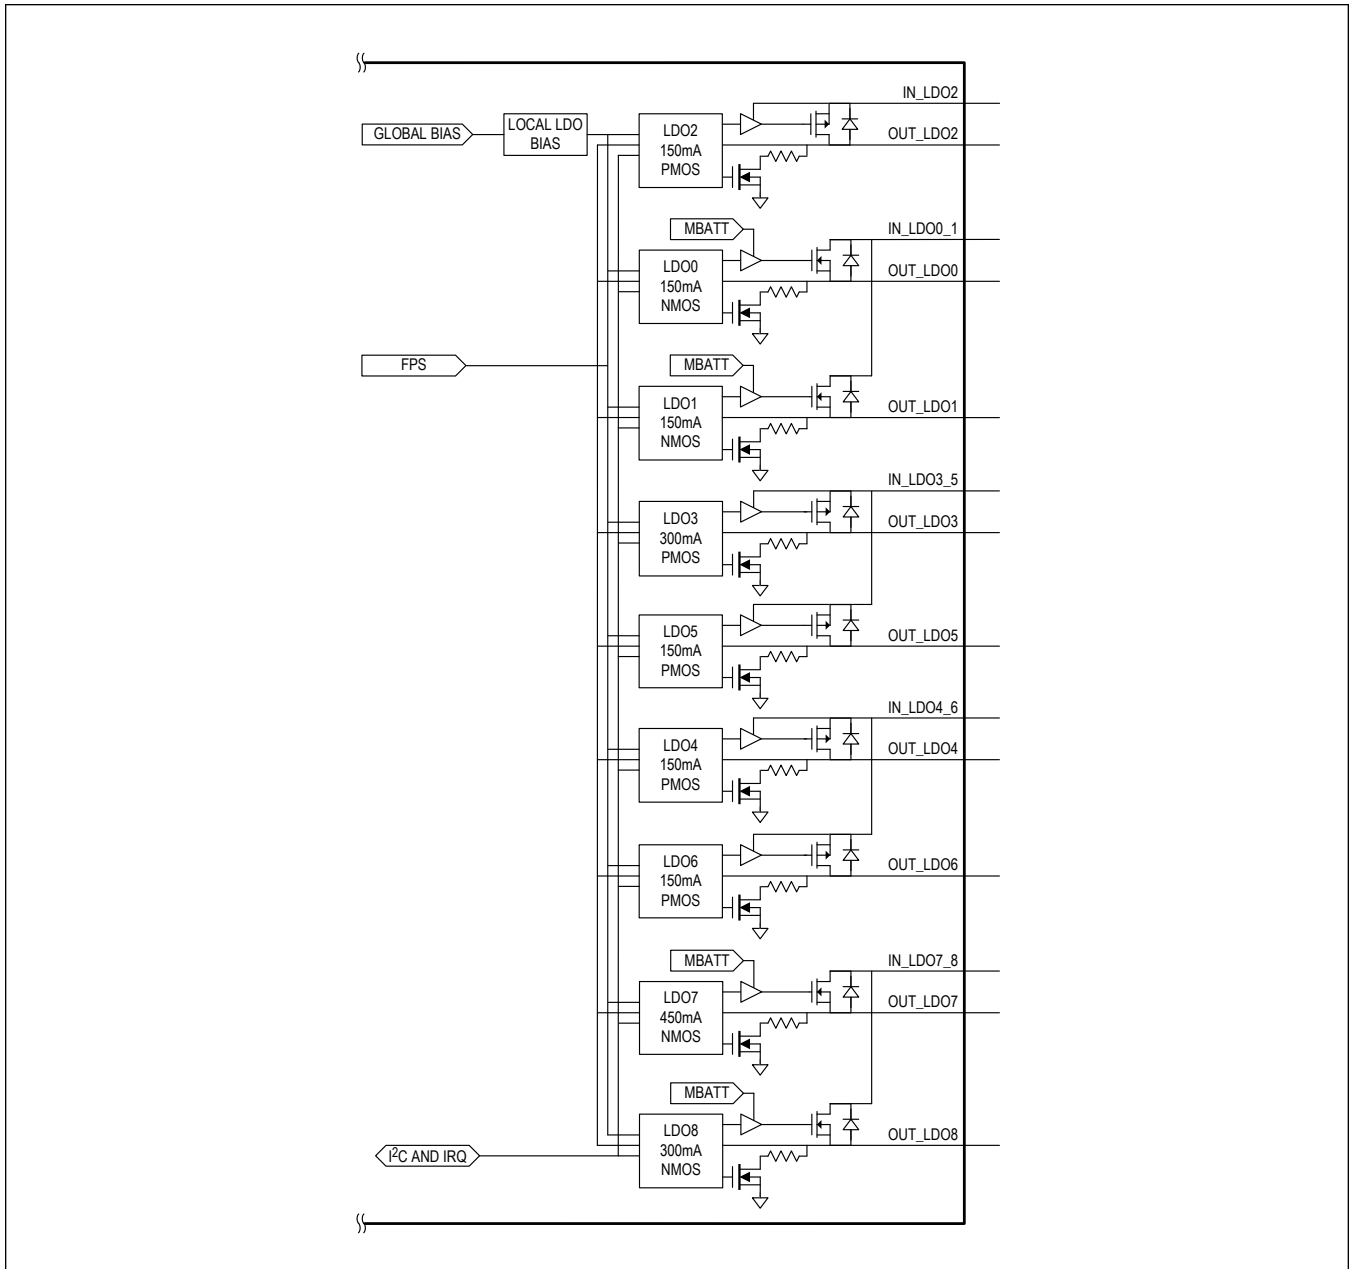 IN_LDO2
GLOBAL BIAS
LOCAL LDO
BIAS
LDO2
150mA
PMOS
OUT_LDO2
MBATT
IN_LDO0_1
LDO0
150mA
NMOS
OUT_LDO0
FPS
MBATT
LDO1
150mA
NMOS
OUT_LDO1
IN_LDO3_5
LDO3
300mA
PMOS
OUT_LDO3
LDO5
150mA
PMOS
OUT_LDO5
IN_LDO4_6
LDO4
150mA
PMOS
OUT_LDO4
LDO6
150mA
PMOS
OUT_LDO6
MBATT
IN_LDO7_8
LDO7
450mA
NMOS
OUT_LDO7
MBATT
LDO8
300mA
NMOS
OUT_LDO8
I²C AND IRQ